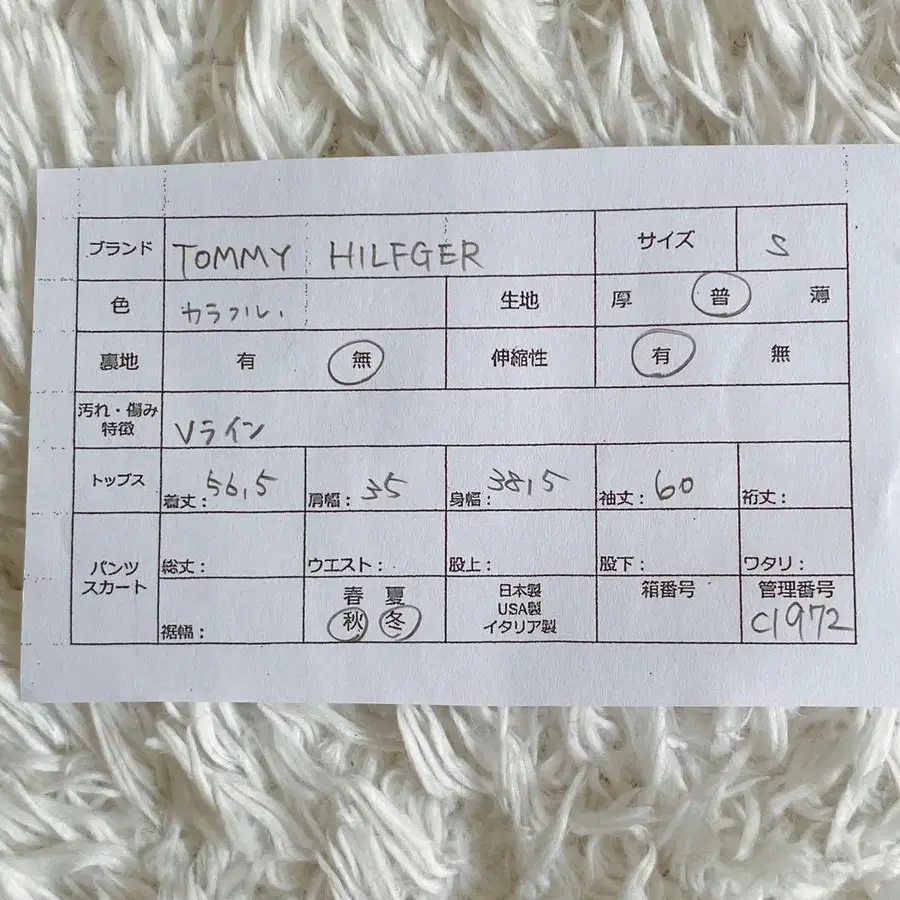 ブランド TOMMY HILFGER サイズ S
色 カラフル 生地 厚 普 薄
裏地 有 無 伸縮性 有 無
汚れ・傷み
特徴 Vライン
トップス 着丈：56,5 肩幅：35 身幅：38,5 袖丈：60 裄丈：
パンツ
スカート 総丈： ウエスト： 股上： 股下： ワタリ：
裾幅： 春 夏
秋 冬
日本製
USA製
イタリア製
箱番号 管理番号
C1972